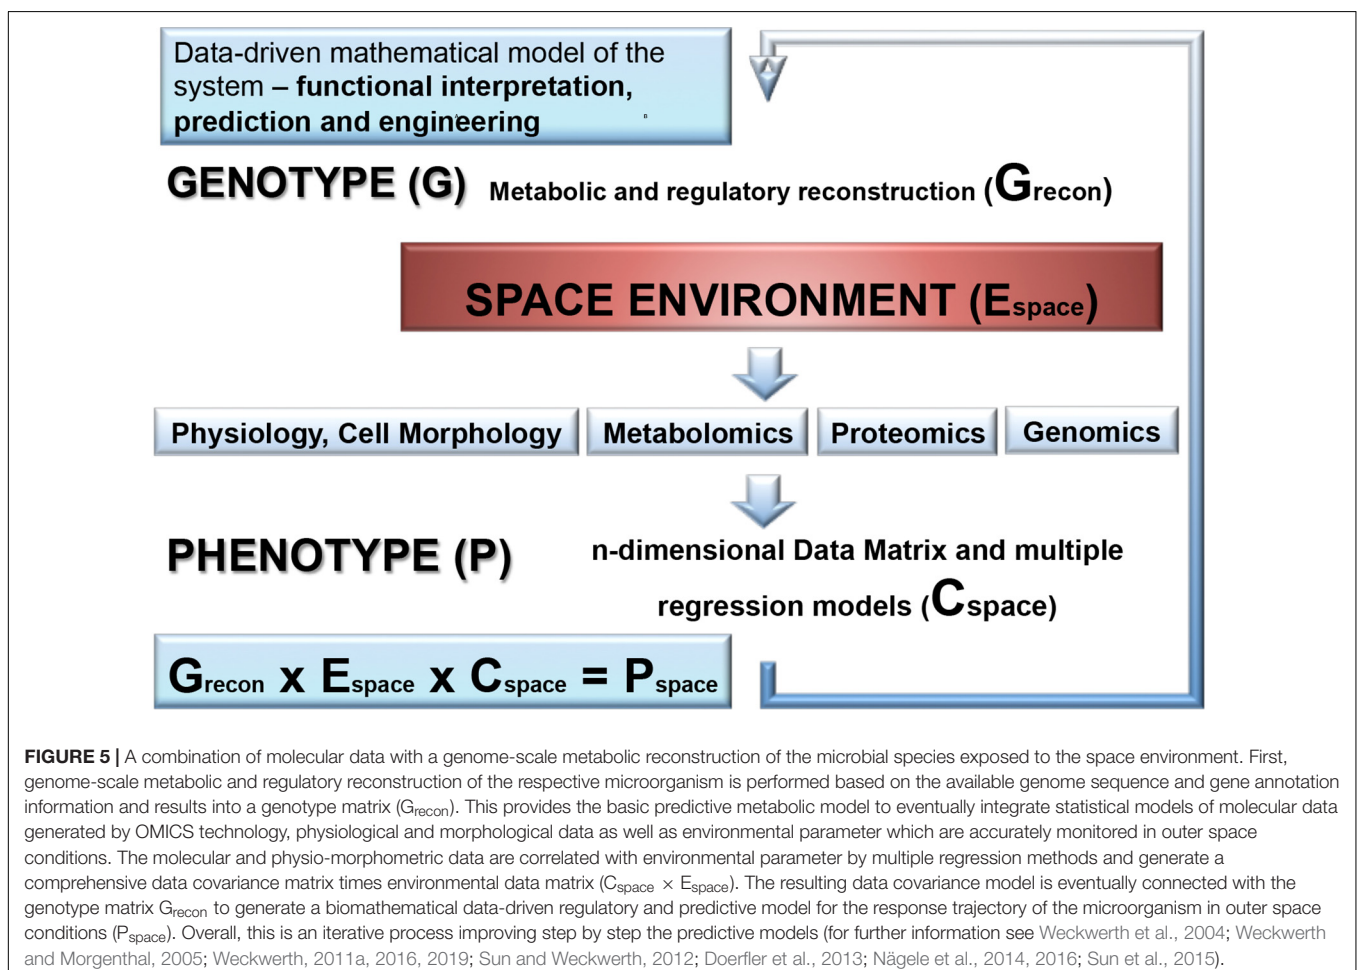 Data-driven mathematical model of the
system – functional interpretation,
prediction and engineering
A
B
GENOTYPE (G) Metabolic and regulatory reconstruction (Grecon)
SPACE ENVIRONMENT (Espace)
Physiology, Cell Morphology Metabolomics Proteomics Genomics
PHENOTYPE (P)
n-dimensional Data Matrix and multiple
regression models (Cspace)
Grecon x Espace x Cspace = Pspace
FIGURE 5 | A combination of molecular data with a genome-scale metabolic reconstruction of the microbial species exposed to the space environment. First,
genome-scale metabolic and regulatory reconstruction of the respective microorganism is performed based on the available genome sequence and gene annotation
information and results into a genotype matrix (Grecon). This provides the basic predictive metabolic model to eventually integrate statistical models of molecular data
generated by OMICS technology, physiological and morphological data as well as environmental parameter which are accurately monitored in outer space
conditions. The molecular and physio-morphometric data are correlated with environmental parameter by multiple regression methods and generate a
comprehensive data covariance matrix times environmental data matrix (Cspace × Espace). The resulting data covariance model is eventually connected with the
genotype matrix Grecon to generate a biomathematical data-driven regulatory and predictive model for the response trajectory of the microorganism in outer space
conditions (Pspace). Overall, this is an iterative process improving step by step the predictive models (for further information see Weckwerth et al., 2004; Weckwerth
and Morgenthal, 2005; Weckwerth, 2011a, 2016, 2019; Sun and Weckwerth, 2012; Doerfler et al., 2013; Nägele et al., 2014, 2016; Sun et al., 2015).